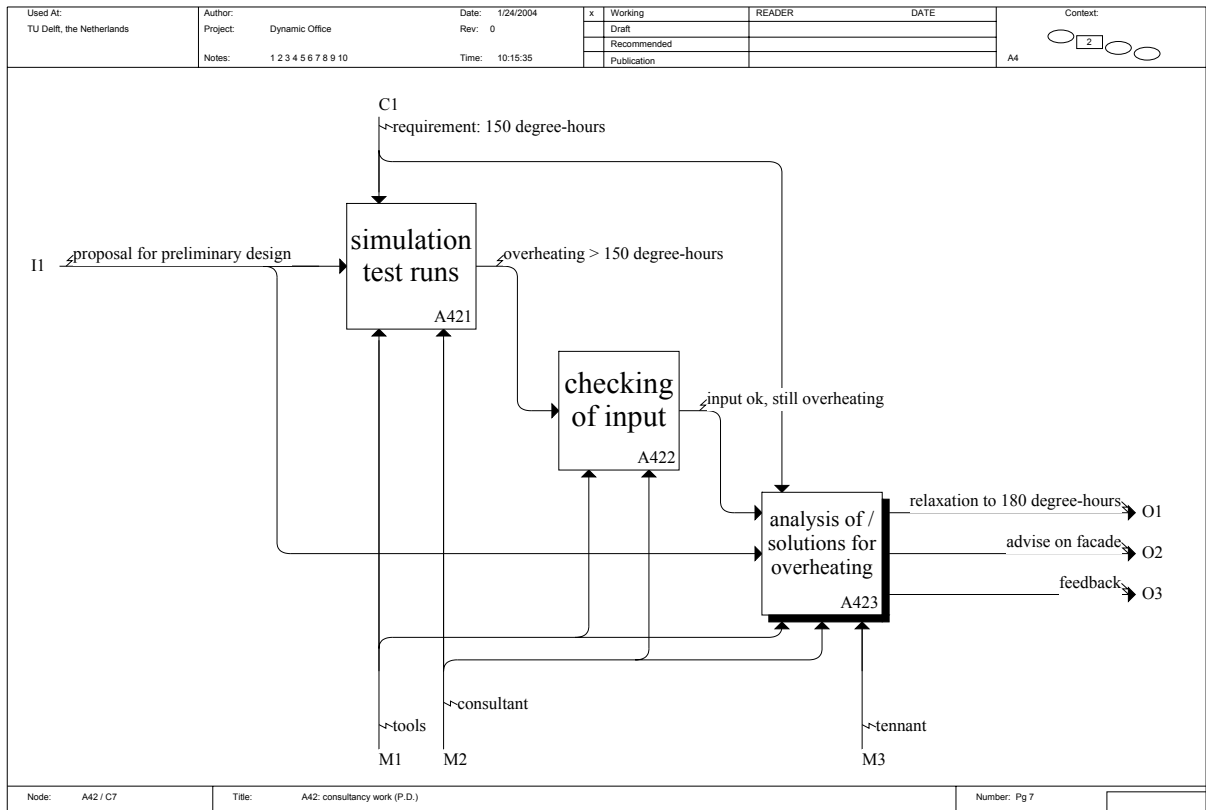 Used At:
TU Delft, the Netherlands
Author:
Project: Dynamic Office
Notes: 1 2 3 4 5 6 7 8 9 10
Date: 1/24/2004
Rev: 0
Time: 10:15:35
x Working
Draft
Recommended
Publication
READER DATE
Context:
2
A4
C1
requirement: 150 degree-hours
simulation
test runs
A421
I1
proposal for preliminary design
overheating > 150 degree-hours
checking
of input
A422
input ok, still overheating
analysis of /
solutions for
overheating
A423
relaxation to 180 degree-hours
O1
advise on facade
O2
feedback
O3
consultant
tools
tennant
M1
M2
M3
Node: A42 / C7
Title: A42: consultancy work (P.D.)
Number: Pg 7